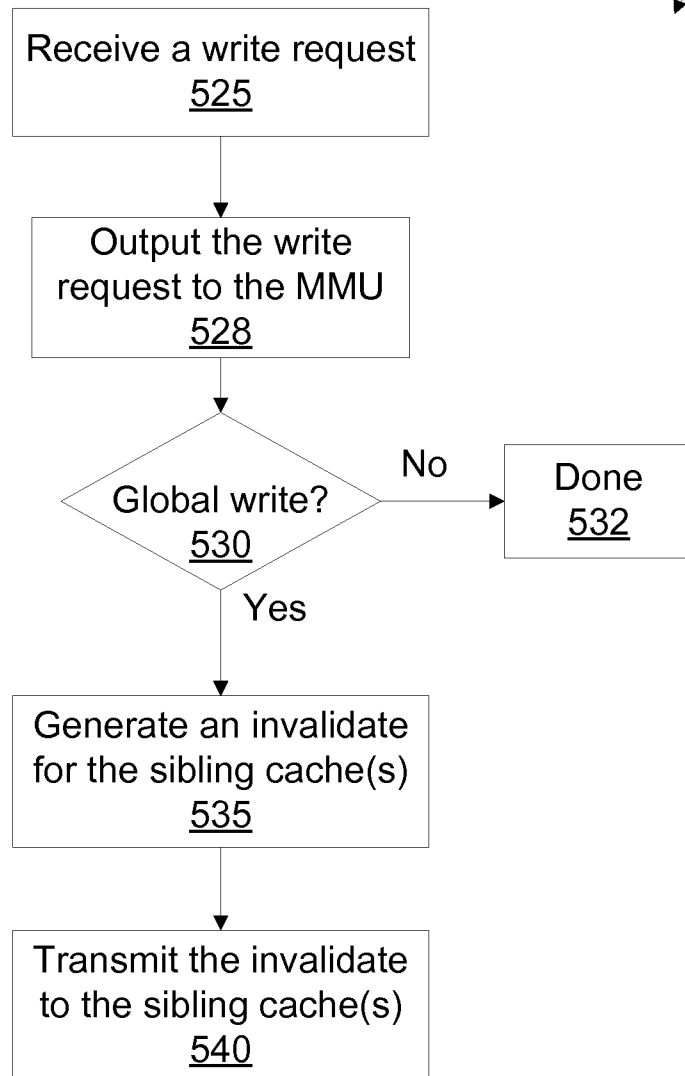 Receive a write request
525
Output the write
request to the MMU
528
Global write?
530
No
Done
532
Yes
Generate an invalidate
for the sibling cache(s)
535
Transmit the invalidate
to the sibling cache(s)
540